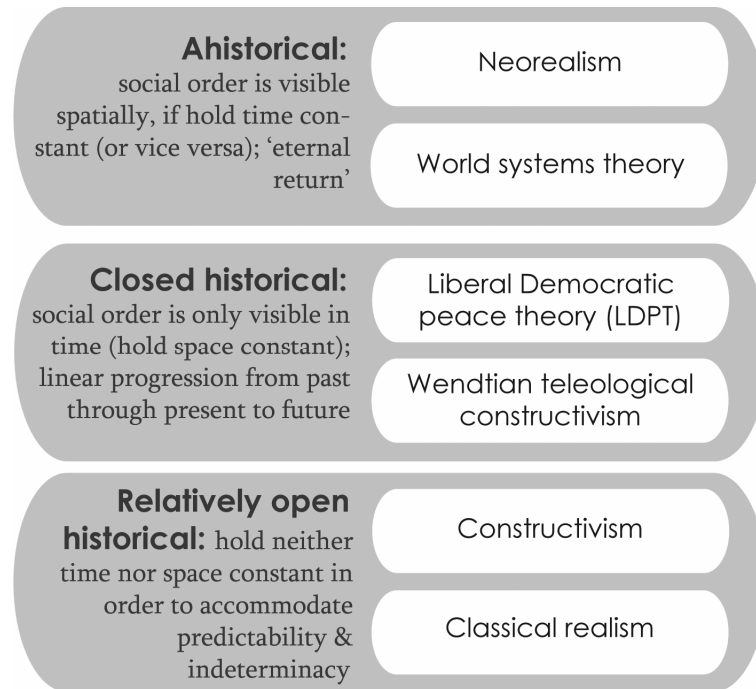 Ahistorical:
social order is visible
spatially, if hold time con-
stant (or vice versa); ‘eternal
return’
Neorealism
World systems theory
Closed historical:
social order is only visible in
time (hold space constant);
linear progression from past
through present to future
Liberal Democratic
peace theory (LDPT)
Wendtian teleological
constructivism
Relatively open
historical: hold neither
time nor space constant in
order to accommodate
predictability &
indeterminacy
Constructivism
Classical realism